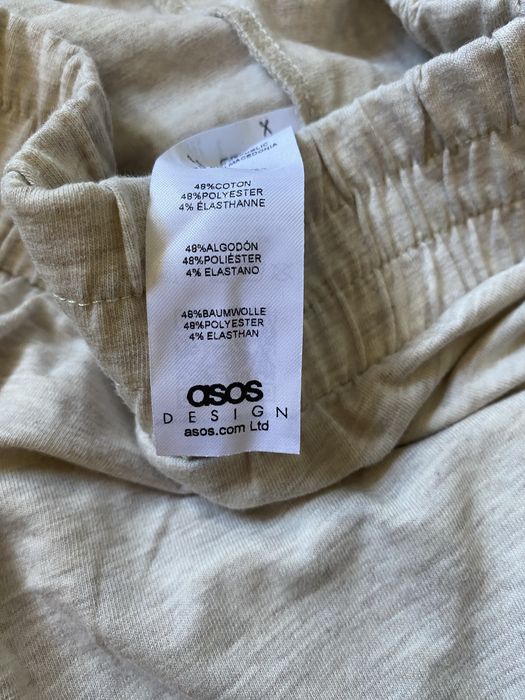 MACEDONIA
48%COTON
48%POLYESTER
4% ÉLASTHANNE
48%ALGODÓN
48%POLIÉSTER
4% ELASTANO
48%BAUMWOLLE
48%POLYESTER
4% ELASTHAN
asos
DESIGN
asos.com Ltd